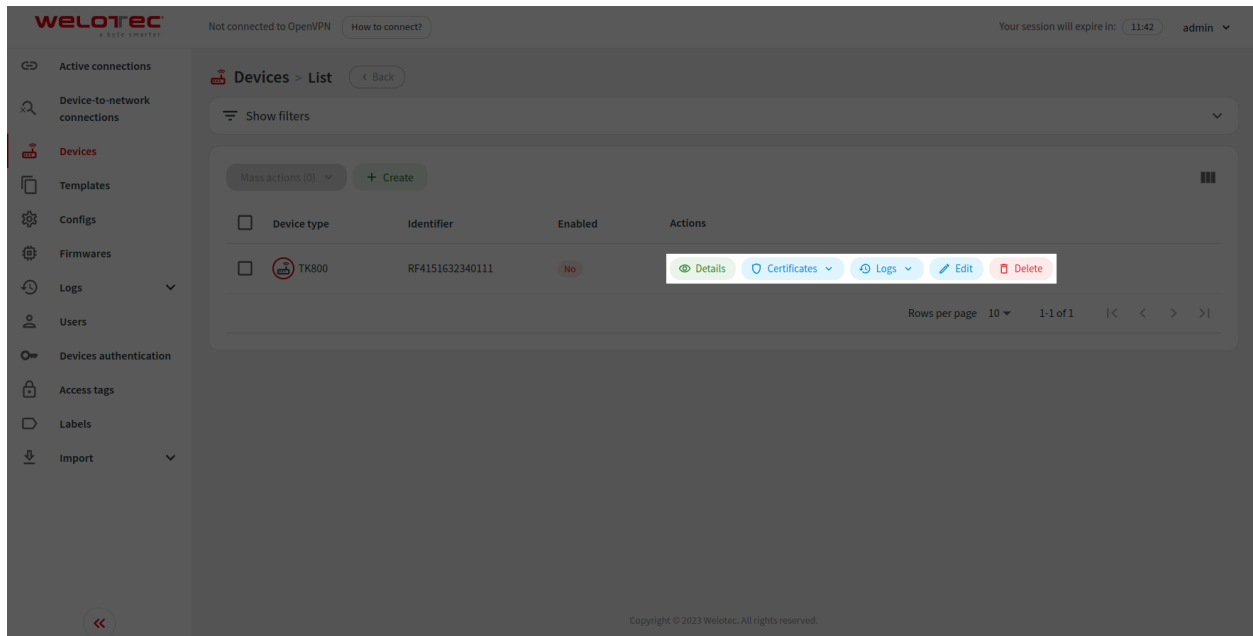 welotec
a byte smarter
Not connected to OpenVPN How to connect? Your session will expire in: 11:42 admin
Active connections
Device-to-network
connections
Devices
Templates
Configs
Firmwares
Logs
Users
Devices authentication
Access tags
Labels
Import
Devices > List < Back
Show filters
Mass actions (0) + Create
Device type Identifier Enabled Actions
TK800 RF4151632340111 No Details Certificates Logs Edit Delete
Rows per page 10 1-1 of 1
Copyright © 2023 Welotec. All rights reserved.